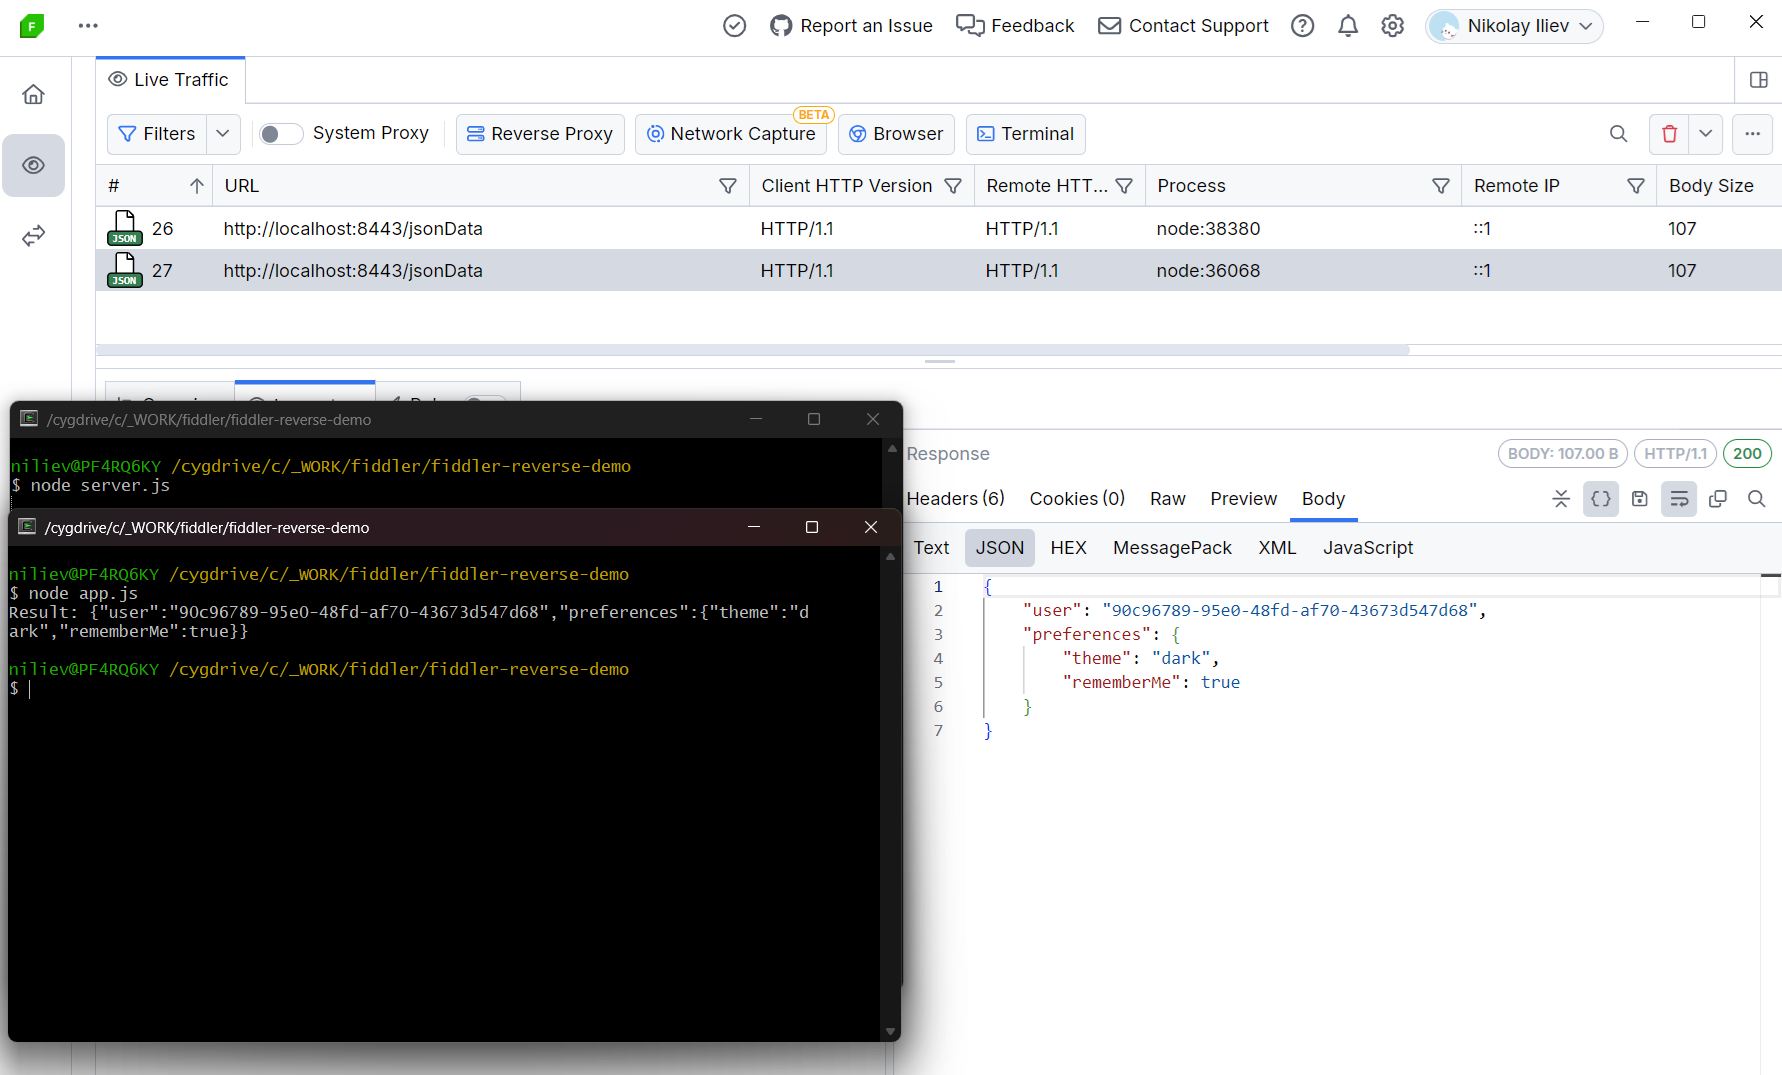 F
Report an Issue
Feedback
Contact Support
Nikolay Iliev
Live Traffic
Filters
System Proxy
Reverse Proxy
Network Capture
BETA
Browser
Terminal
# URL Client HTTP Version Remote HTT... Process Remote IP Body Size
JSON 26 http://localhost:8443/jsonData HTTP/1.1 HTTP/1.1 node:38380 ::1 107
JSON 27 http://localhost:8443/jsonData HTTP/1.1 HTTP/1.1 node:36068 ::1 107
/cygdrive/c/_WORK/fiddler/fiddler-reverse-demo
niliev@PF4RQ6KY /cygdrive/c/_WORK/fiddler/fiddler-reverse-demo
$ node server.js
/cygdrive/c/_WORK/fiddler/fiddler-reverse-demo
niliev@PF4RQ6KY /cygdrive/c/_WORK/fiddler/fiddler-reverse-demo
$ node app.js
Result: {"user":"90c96789-95e0-48fd-af70-43673d547d68","preferences":{"theme":"d
ark","rememberMe":true}}
niliev@PF4RQ6KY /cygdrive/c/_WORK/fiddler/fiddler-reverse-demo
$
Response
BODY: 107.00 B
HTTP/1.1
200
Headers (6) Cookies (0) Raw Preview Body
Text JSON HEX MessagePack XML JavaScript
1 {
2 "user": "90c96789-95e0-48fd-af70-43673d547d68",
3 "preferences": {
4 "theme": "dark",
5 "rememberMe": true
6 }
7 }